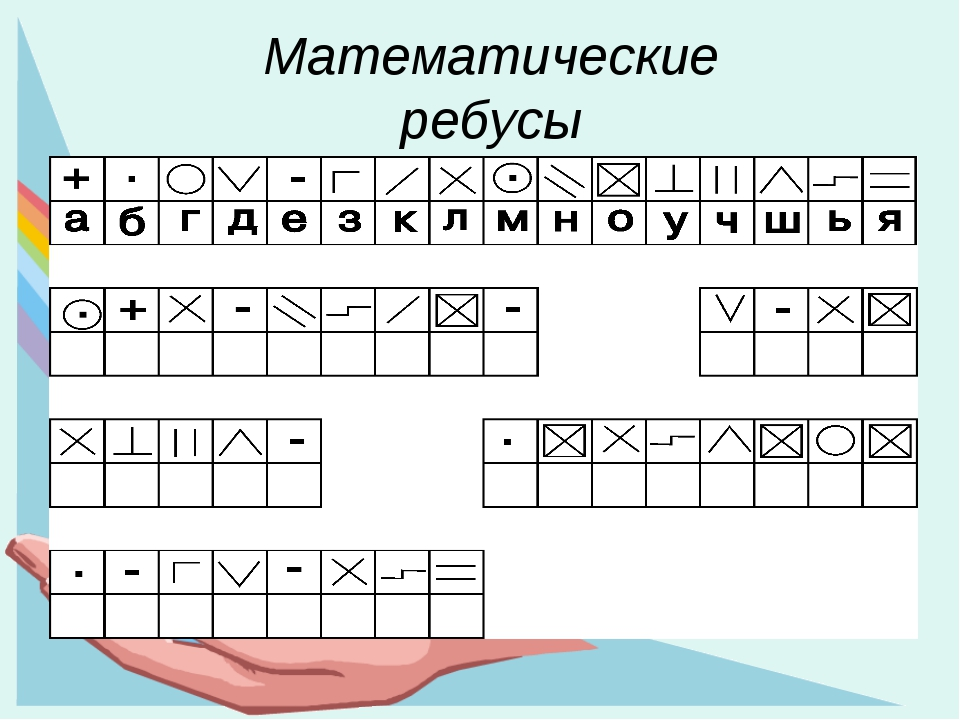 Математические
ребусы
а б г д е з к л м н о у ч ш ь я